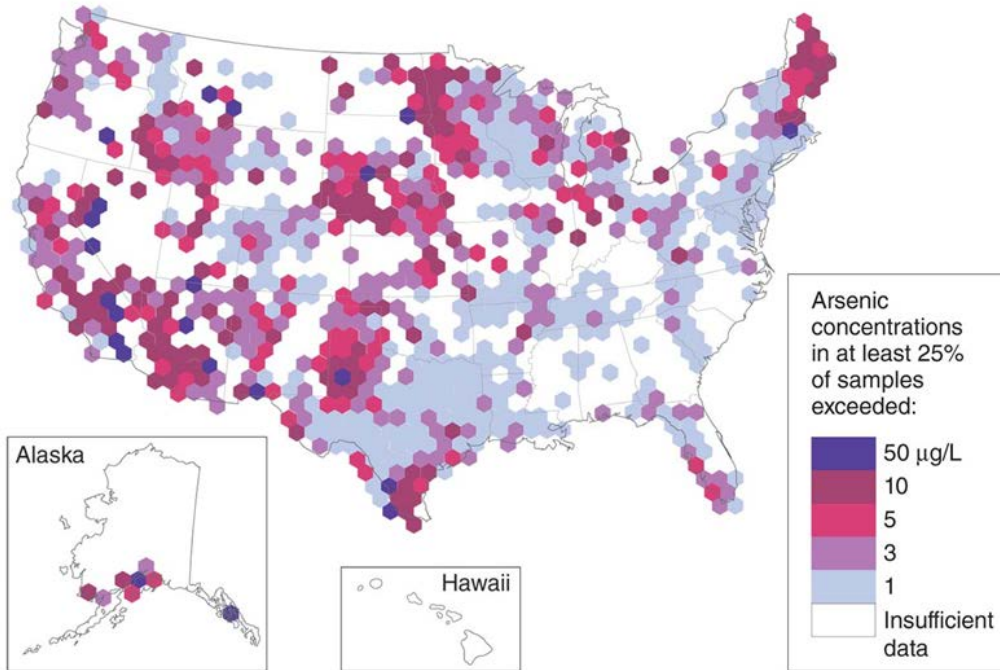 Alaska
Hawaii
Arsenic
concentrations
in at least 25%
of samples
exceeded:
50 μg/L
10
5
3
1
Insufficient
data